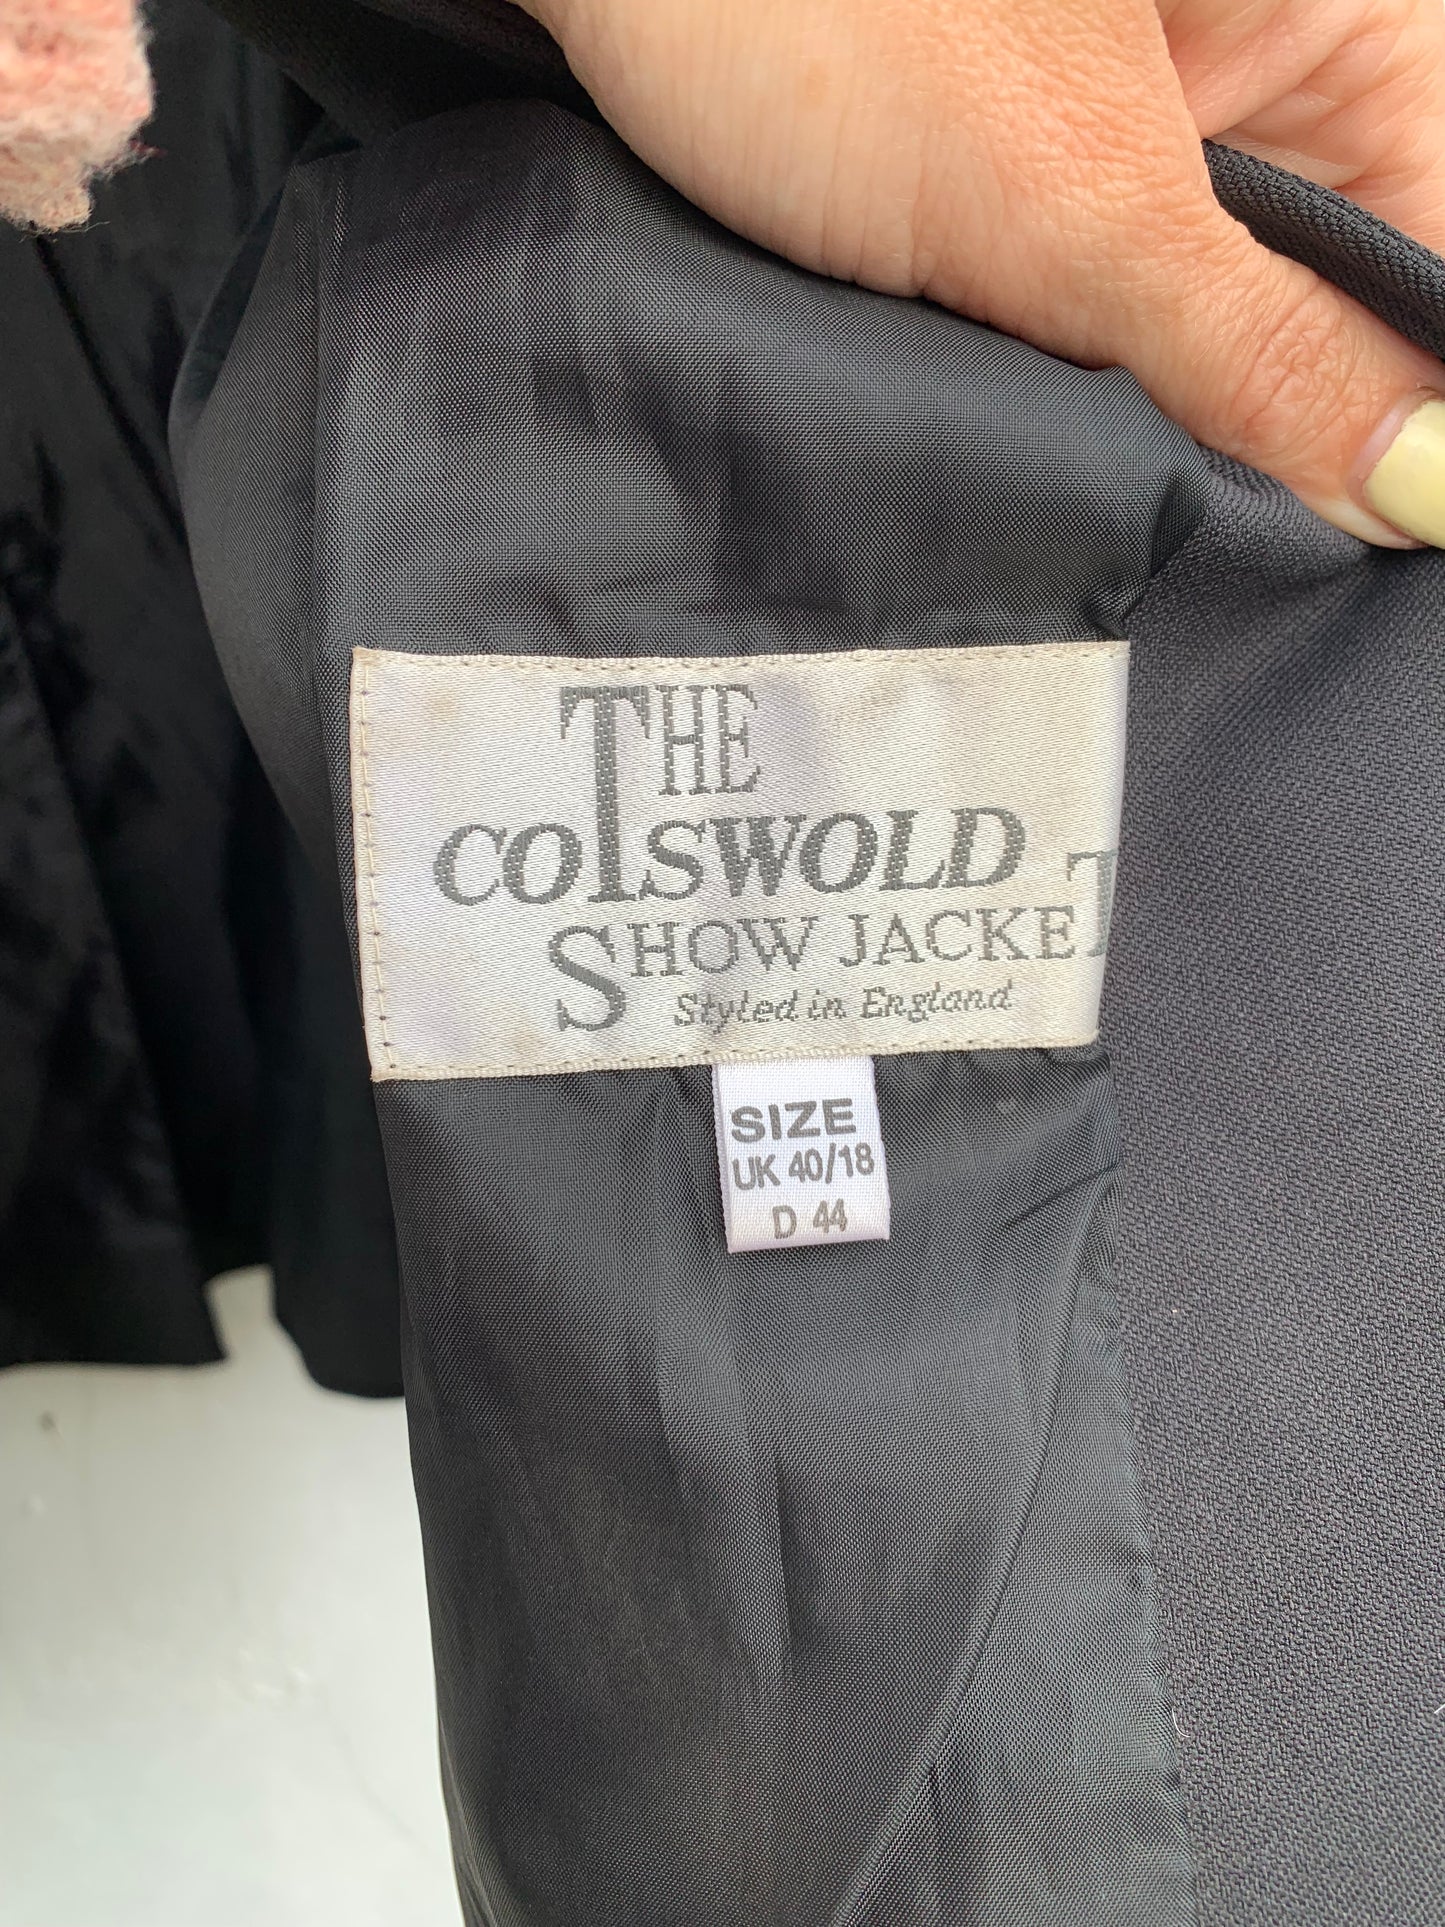 THE
COTSWOLD
SHOW JACKET
Styled in England
SIZE
UK 40/18
D 44